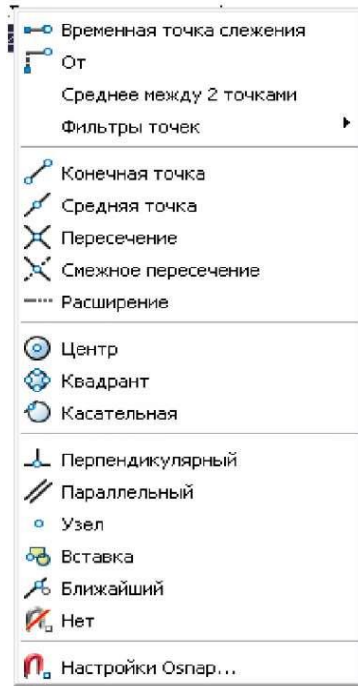 Временная точка слежения
От
Среднее между 2 точками
Фильтры точек
Конечная точка
Средняя точка
Пересечение
Смежное пересечение
Расширение
Центр
Квадрант
Касательная
Перпендикулярный
Параллельный
Узел
Вставка
Ближайший
Нет
Настройки Osnap...